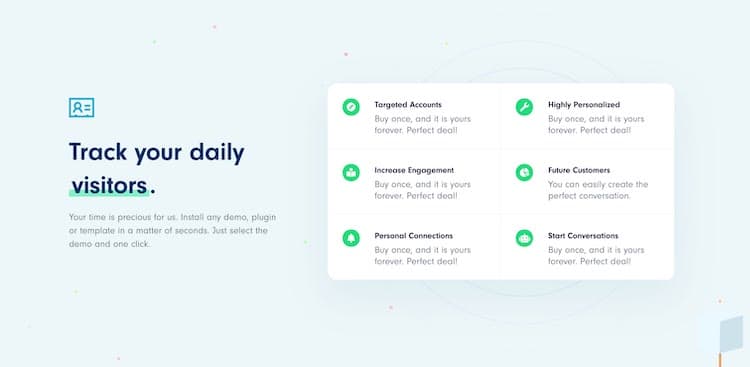 Track your daily
visitors.
Your time is precious for us. Install any demo, plugin
or template in a matter of seconds. Just select the
demo and one click.
Targeted Accounts
Buy once, and it is yours
forever. Perfect deal!
Highly Personalized
Buy once, and it is yours
forever. Perfect deal!
Increase Engagement
Buy once, and it is yours
forever. Perfect deal!
Future Customers
You can easily create the
perfect conversation.
Personal Connections
Buy once, and it is yours
forever. Perfect deal!
Start Conversations
Buy once, and it is yours
forever. Perfect deal!